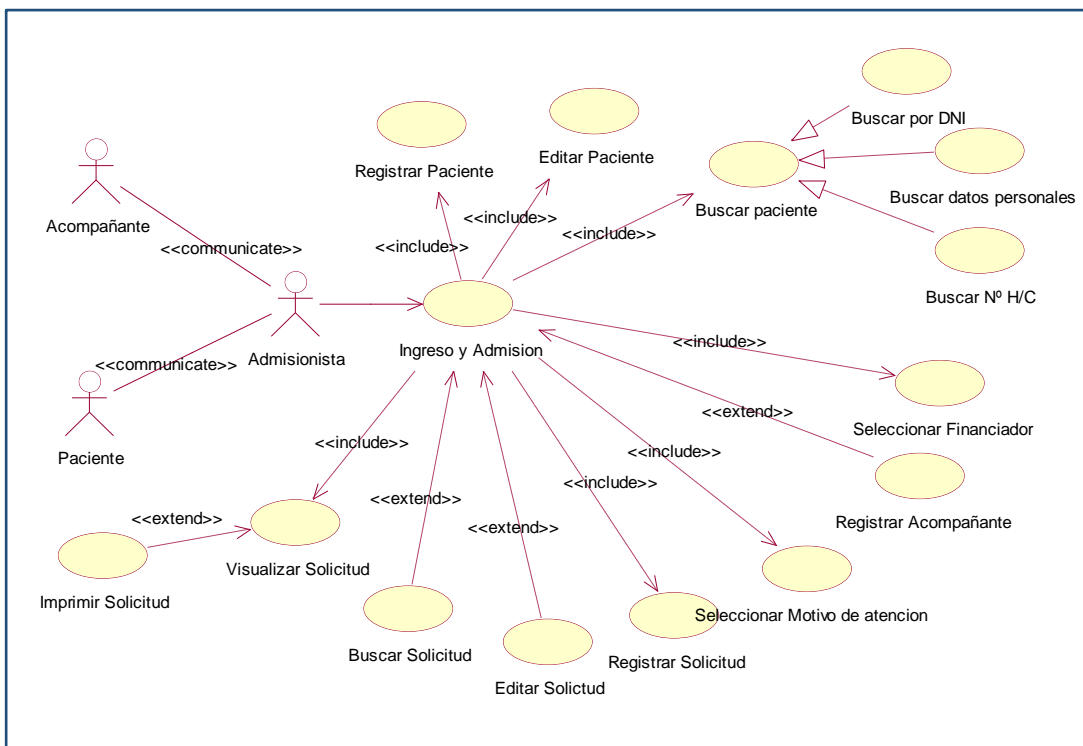 Buscar por DNI
Registrar Paciente
Editar Paciente
Buscar datos personales
Buscar paciente
Acompañante
<<include>>
<<include>>
<<include>>
<<communicate>>
Buscar Nº H/C
Admisionista
Ingreso y Admision
<<include>>
<<communicate>>
<<extend>>
Seleccionar Financiador
Paciente
<<include>>
<<include>>
<<extend>>
<<include>>
<<extend>>
<<extend>>
Registrar Acompañante
Visualizar Solicitud
Imprimir Solicitud
Seleccionar Motivo de atencion
Buscar Solicitud
Registrar Solicitud
Editar Solictud